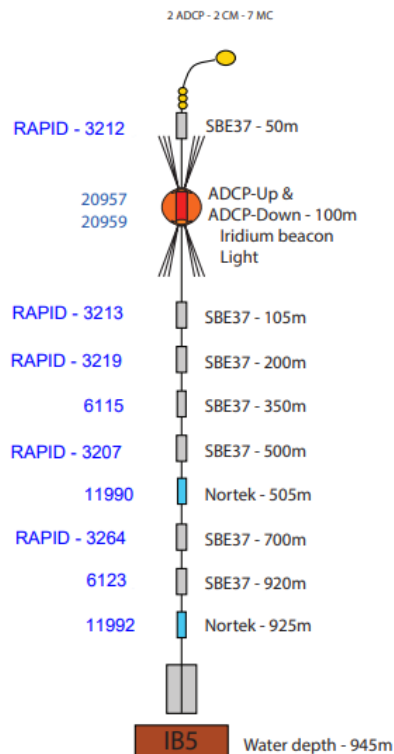 2 ADCP - 2 CM - 7 MC
RAPID - 3212 SBE37 - 50m
20957 ADCP-Up &
20959 ADCP-Down - 100m
Iridium beacon
Light
RAPID - 3213 SBE37 - 105m
RAPID - 3219 SBE37 - 200m
6115 SBE37 - 350m
RAPID - 3207 SBE37 - 500m
11990 Nortek - 505m
RAPID - 3264 SBE37 - 700m
6123 SBE37 - 920m
11992 Nortek - 925m
IB5 Water depth - 945m